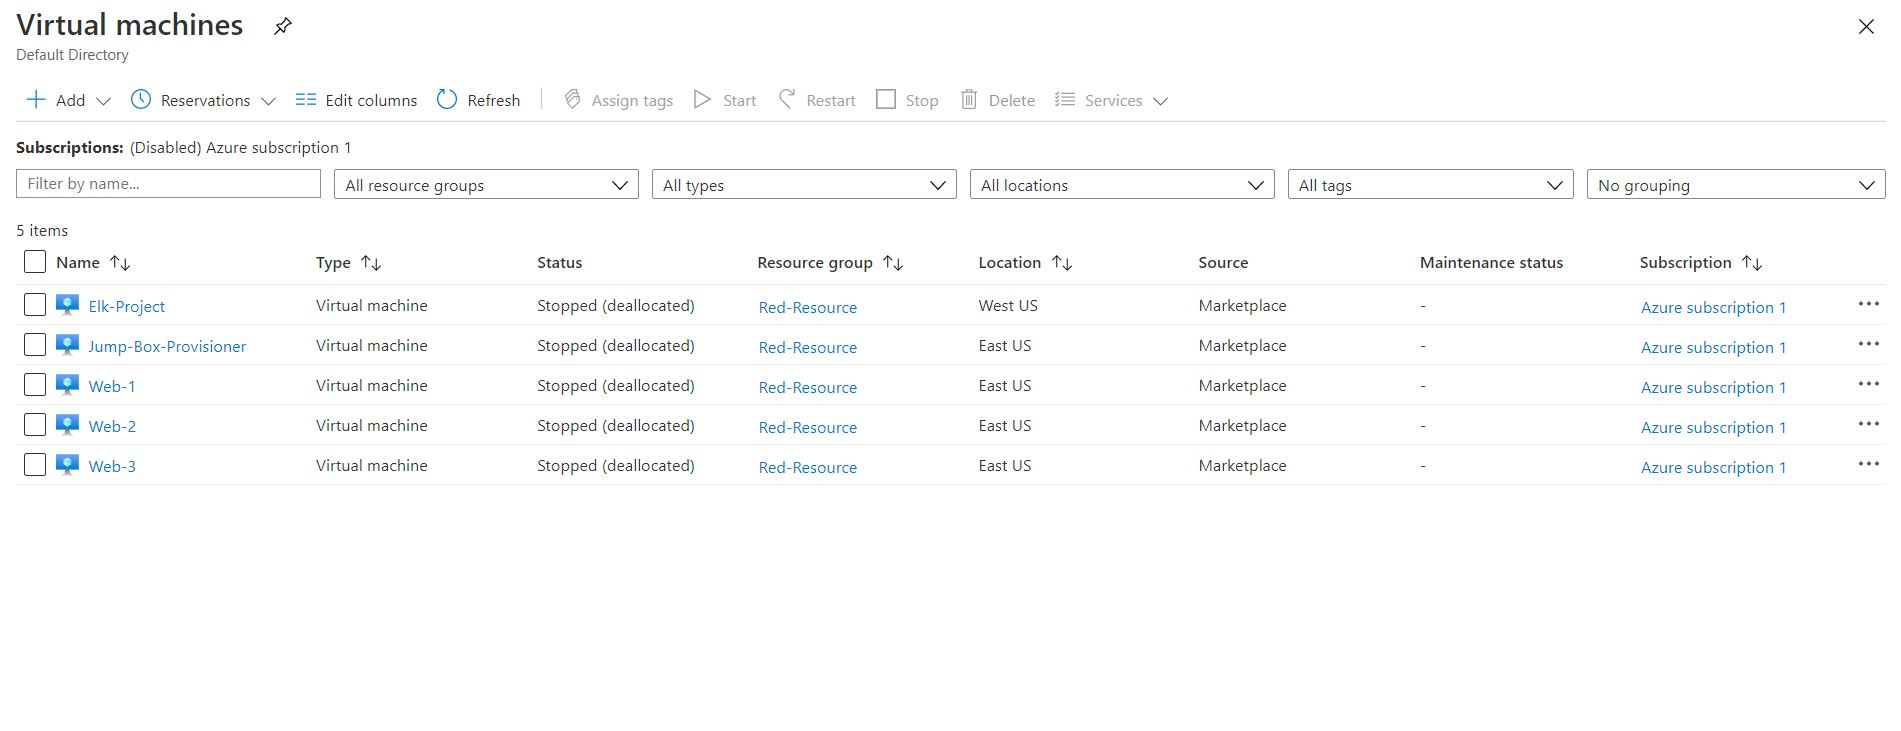 Virtual machines
Default Directory
Add Reservations Edit columns Refresh Assign tags Start Restart Stop Delete Services
Subscriptions: (Disabled) Azure subscription 1
Filter by name... All resource groups All types All locations All tags No grouping
5 items
Name Type Status Resource group Location Source Maintenance status Subscription
Elk-Project Virtual machine Stopped (deallocated) Red-Resource West US Marketplace - Azure subscription 1
Jump-Box-Provisioner Virtual machine Stopped (deallocated) Red-Resource East US Marketplace - Azure subscription 1
Web-1 Virtual machine Stopped (deallocated) Red-Resource East US Marketplace - Azure subscription 1
Web-2 Virtual machine Stopped (deallocated) Red-Resource East US Marketplace - Azure subscription 1
Web-3 Virtual machine Stopped (deallocated) Red-Resource East US Marketplace - Azure subscription 1